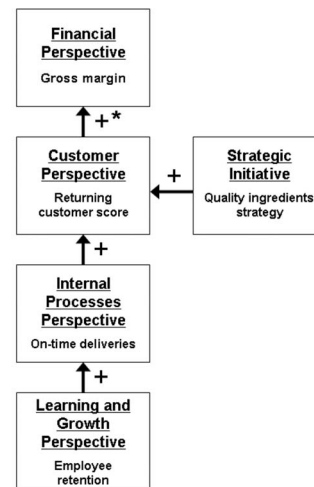 Financial
Perspective
Gross margin
+*
Customer
Perspective
Returning
customer score
+
Strategic
Initiative
Quality ingredients
strategy
+
Internal
Processes
Perspective
On-time deliveries
+
Learning and
Growth
Perspective
Employee
retention